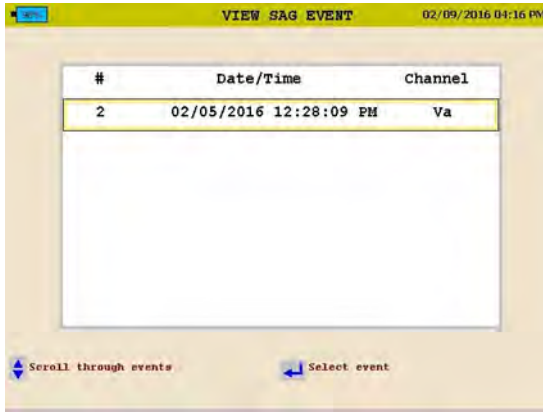 VIEW SAG EVENT 02/09/2016 04:16 PM
# Date/Time Channel
2 02/05/2016 12:28:09 PM Va
Scroll through events Select event